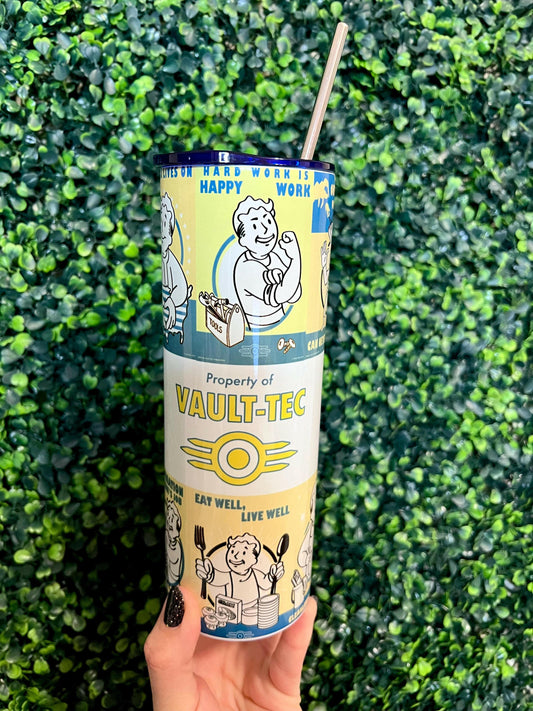 HARD WORK IS
HAPPY WORK
TOOLS
Property of
VAULT-TEC
EAT WELL,
LIVE WELL